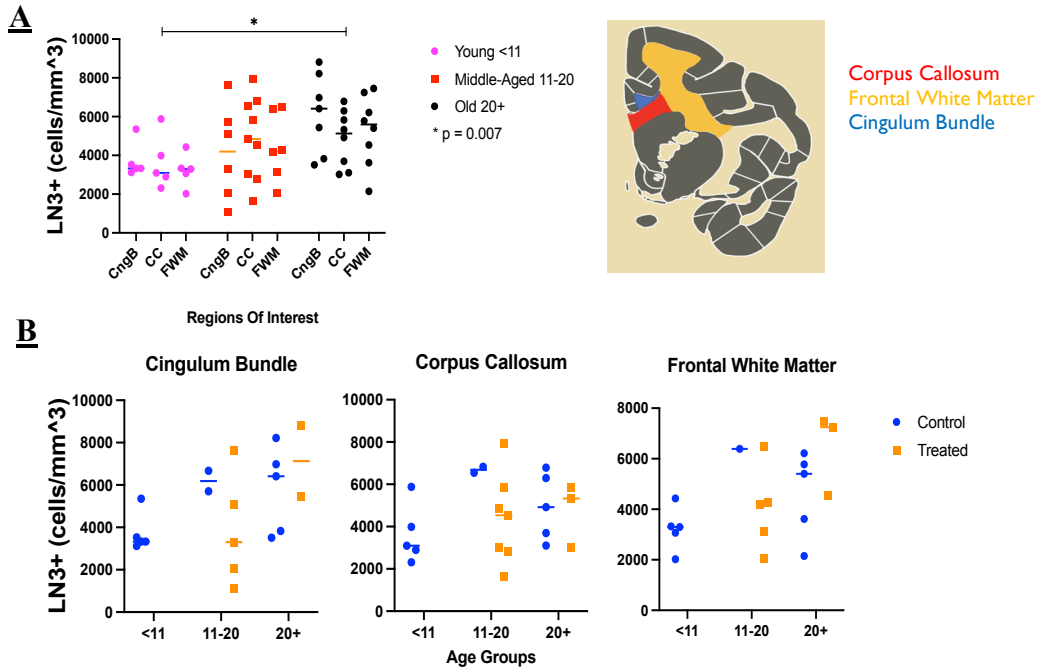 A
LN3+ (cells/mm^3)
10000
8000
6000
4000
2000
0
CngB
CC
FWM
CngB
CC
FWM
CngB
CC
FWM
Regions Of Interest
*
Young <11
Middle-Aged 11-20
Old 20+
* p = 0.007
Corpus Callosum
Frontal White Matter
Cingulum Bundle
B
Cingulum Bundle
LN3+ (cells/mm^3)
10000
8000
6000
4000
2000
0
<11
11-20
20+
Corpus Callosum
10000
8000
6000
4000
2000
0
<11
11-20
20+
Age Groups
Frontal White Matter
8000
6000
4000
2000
0
<11
11-20
20+
Control
Treated